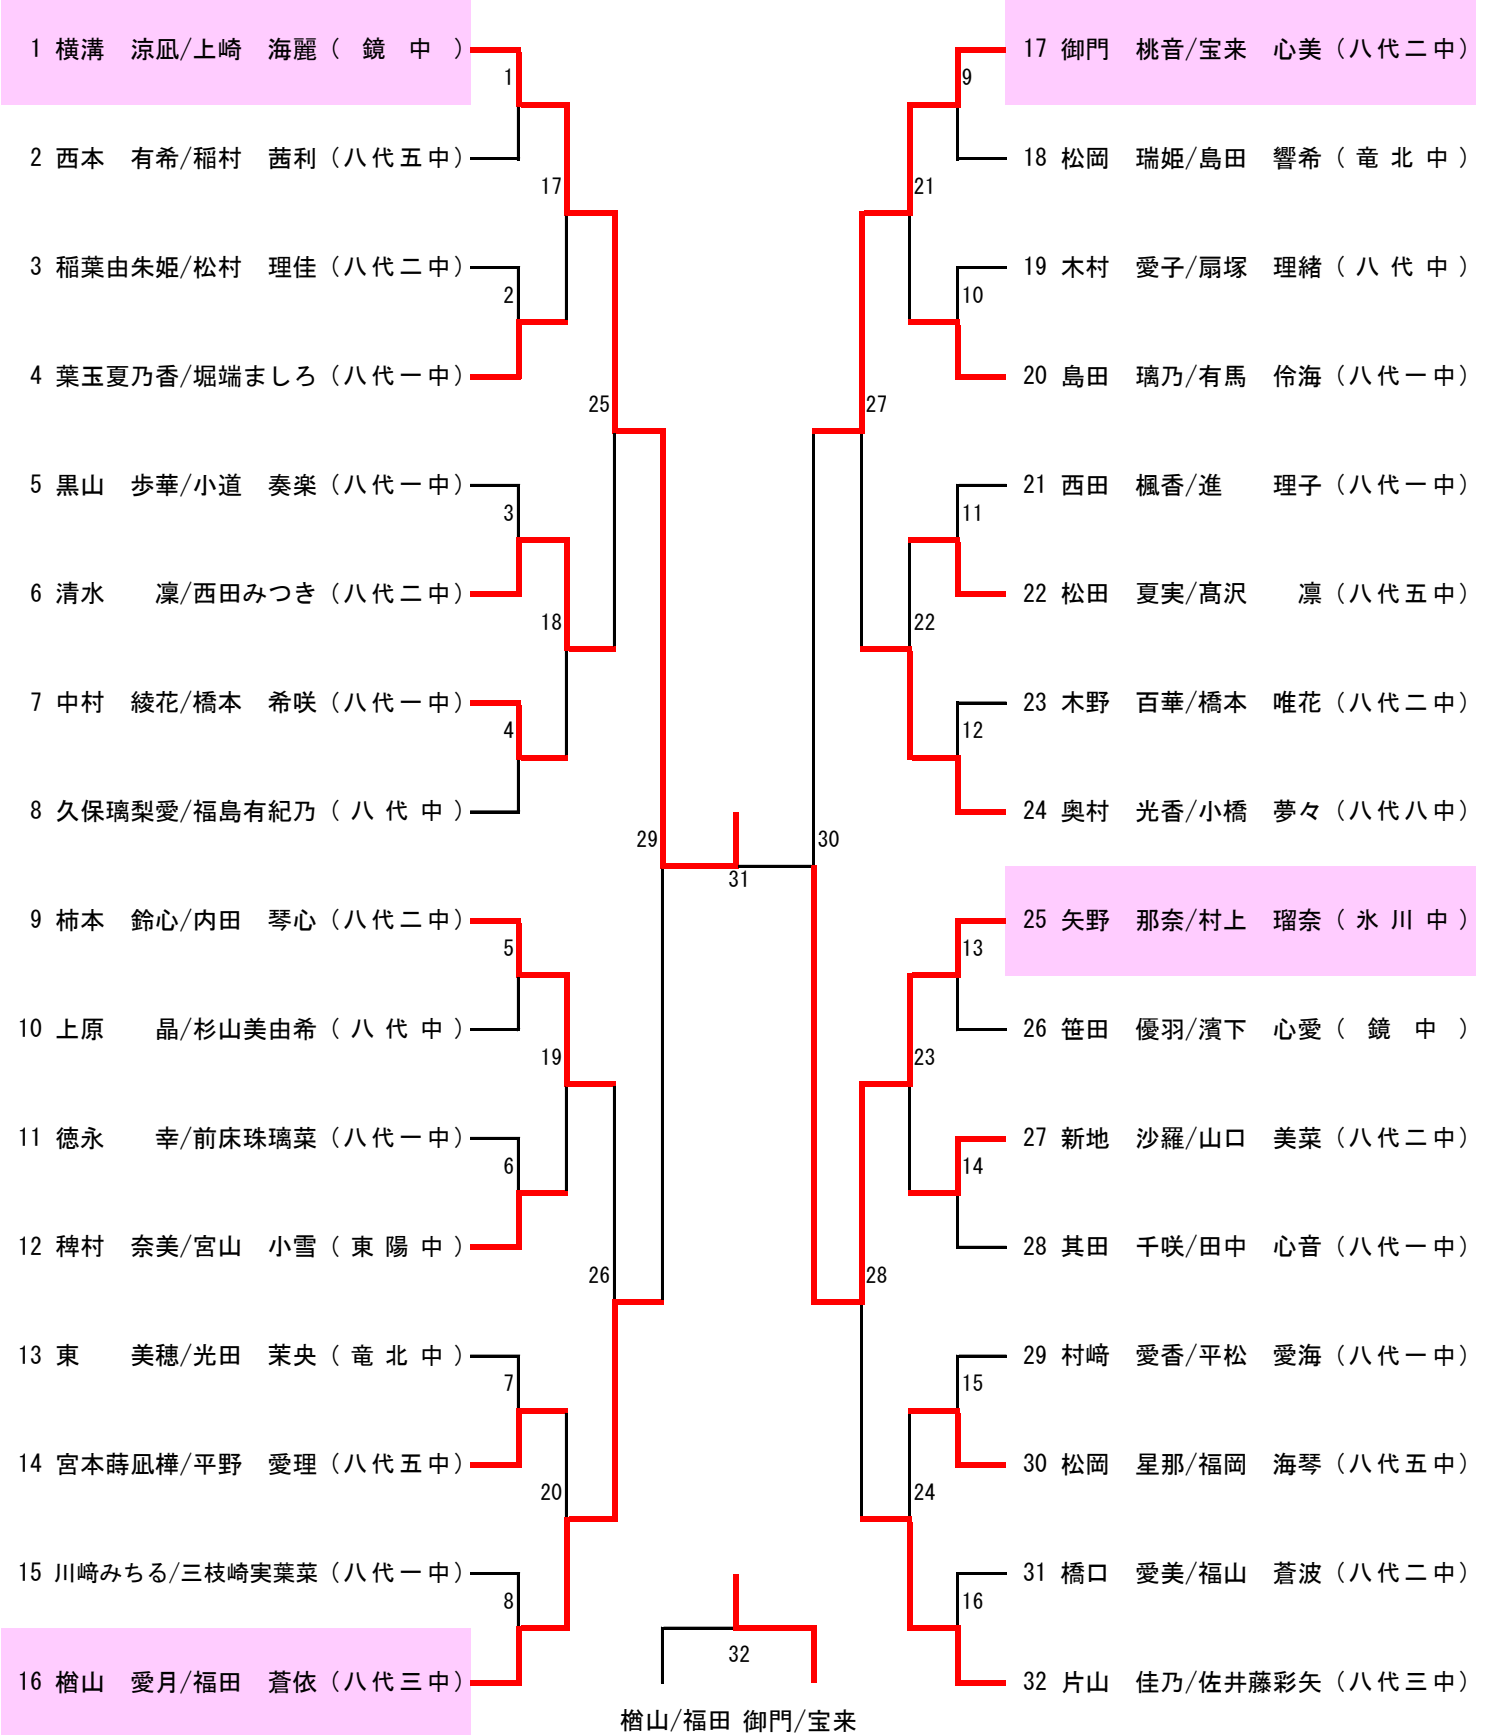 1 横溝　涼凪/上崎　海麗（ 鏡 中 ）
1
2 西本　有希/稲村　茜利（八代五中）
17
3 稲葉由朱姫/松村　理佳（八代二中）
2
4 葉玉夏乃香/堀端ましろ（八代一中）
25
5 黒山　歩華/小道　奏楽（八代一中）
3
6 清水　　凜/西田みつき（八代二中）
18
7 中村　綾花/橋本　希咲（八代一中）
4
8 久保璃梨愛/福島有紀乃（ 八 代 中 ）
29
9 柿本　鈴心/内田　琴心（八代二中）
5
10 上原　　晶/杉山美由希（ 八 代 中 ）
19
11 徳永　　幸/前床珠璃菜（八代一中）
6
12 稗村　奈美/宮山　小雪（ 東 陽 中 ）
26
13 東　　美穂/光田　茉央（ 竜 北 中 ）
7
14 宮本蒔凪樺/平野　愛理（八代五中）
20
15 川﨑みちる/三枝崎実葉菜（八代一中）
8
16 楢山　愛月/福田　蒼依（八代三中）
31
32
楢山/福田 御門/宝来
17 御門　桃音/宝来　心美（八代二中）
9
18 松岡　瑞姫/島田　響希（ 竜 北 中 ）
21
19 木村　愛子/扇塚　理緒（ 八 代 中 ）
10
20 島田　璃乃/有馬　伶海（八代一中）
27
21 西田　楓香/進　　理子（八代一中）
11
22 松田　夏実/髙沢　　凛（八代五中）
22
23 木野　百華/橋本　唯花（八代二中）
12
24 奥村　光香/小橋　夢々（八代八中）
30
25 矢野　那奈/村上　瑠奈（ 氷 川 中 ）
13
26 笹田　優羽/濱下　心愛（ 鏡 中 ）
23
27 新地　沙羅/山口　美菜（八代二中）
14
28 其田　千咲/田中　心音（八代一中）
28
29 村﨑　愛香/平松　愛海（八代一中）
15
30 松岡　星那/福岡　海琴（八代五中）
24
31 橋口　愛美/福山　蒼波（八代二中）
16
32 片山　佳乃/佐井藤彩矢（八代三中）